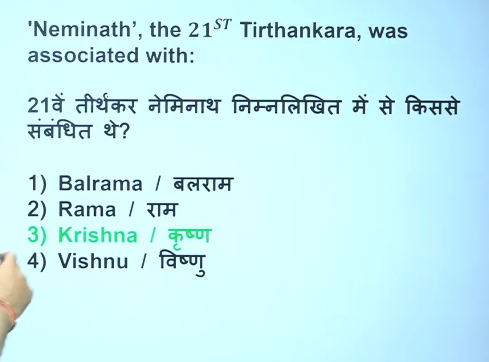 'Neminath’, the 21ST Tirthankara, was
associated with:
21वें तीर्थंकर नेमिनाथ निम्नलिखित में से किससे
संबंधित थे?
1) Balrama / बलराम
2) Rama / राम
3) Krishna / कृष्ण
4) Vishnu / विष्णु